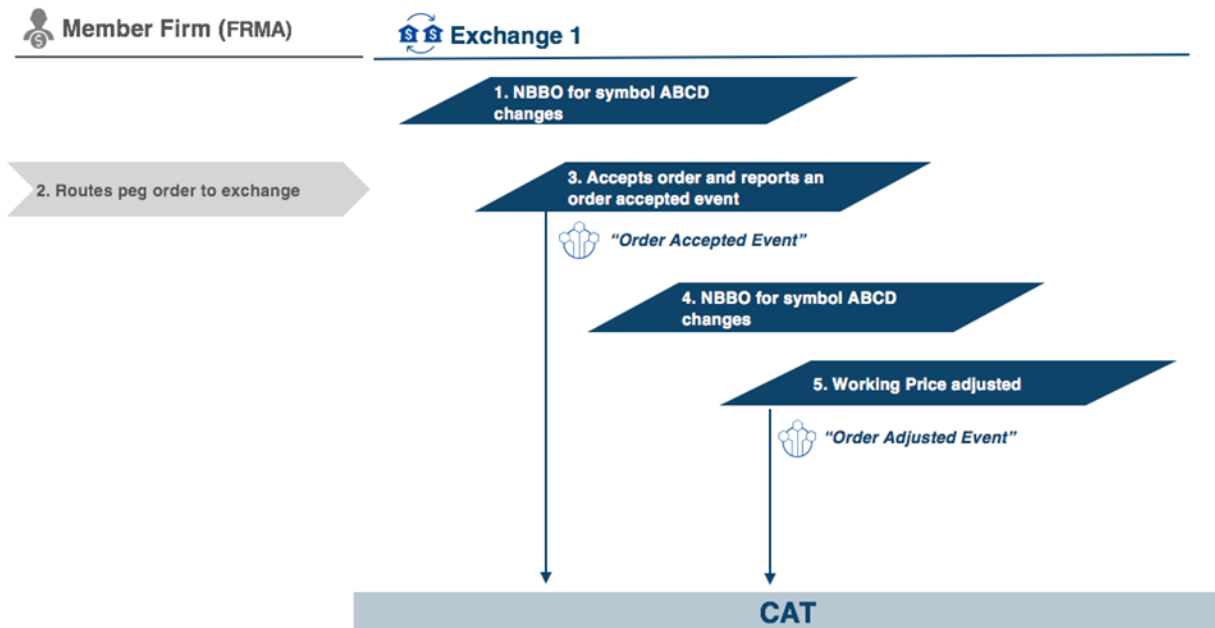 Member Firm (FRMA)
Exchange 1
1. NBBO for symbol ABCD
changes
2. Routes peg order to exchange
3. Accepts order and reports an
order accepted event
“Order Accepted Event”
4. NBBO for symbol ABCD
changes
5. Working Price adjusted
“Order Adjusted Event”
CAT